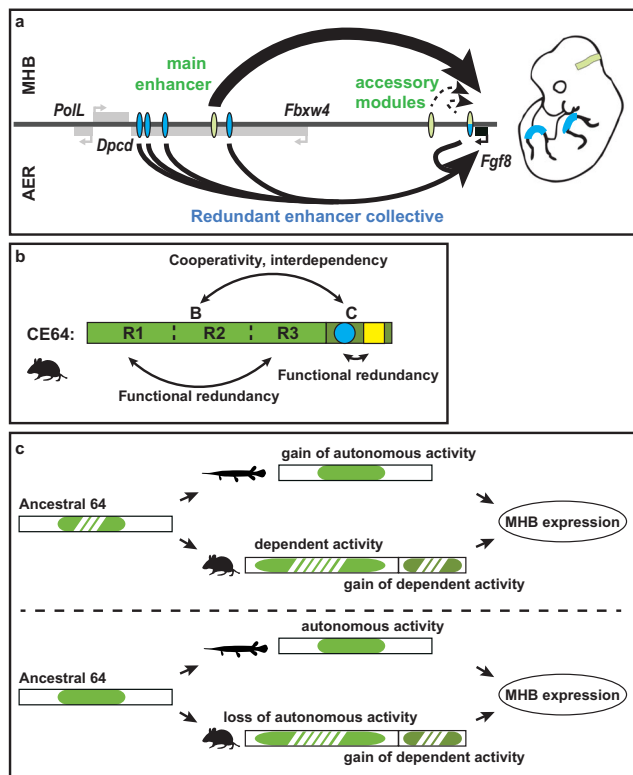 a
MHB
AER
main
enhancer
accessory
modules
PolL
Fbxw4
Dpcd
Fgf8
Redundant enhancer collective
b
Cooperativity, interdependency
B
C
CE64:
R1
R2
R3
Functional redundancy
Functional redundancy
c
gain of autonomous activity
Ancestral 64
MHB expression
dependent activity
gain of dependent activity
autonomous activity
Ancestral 64
MHB expression
loss of autonomous activity
gain of dependent activity